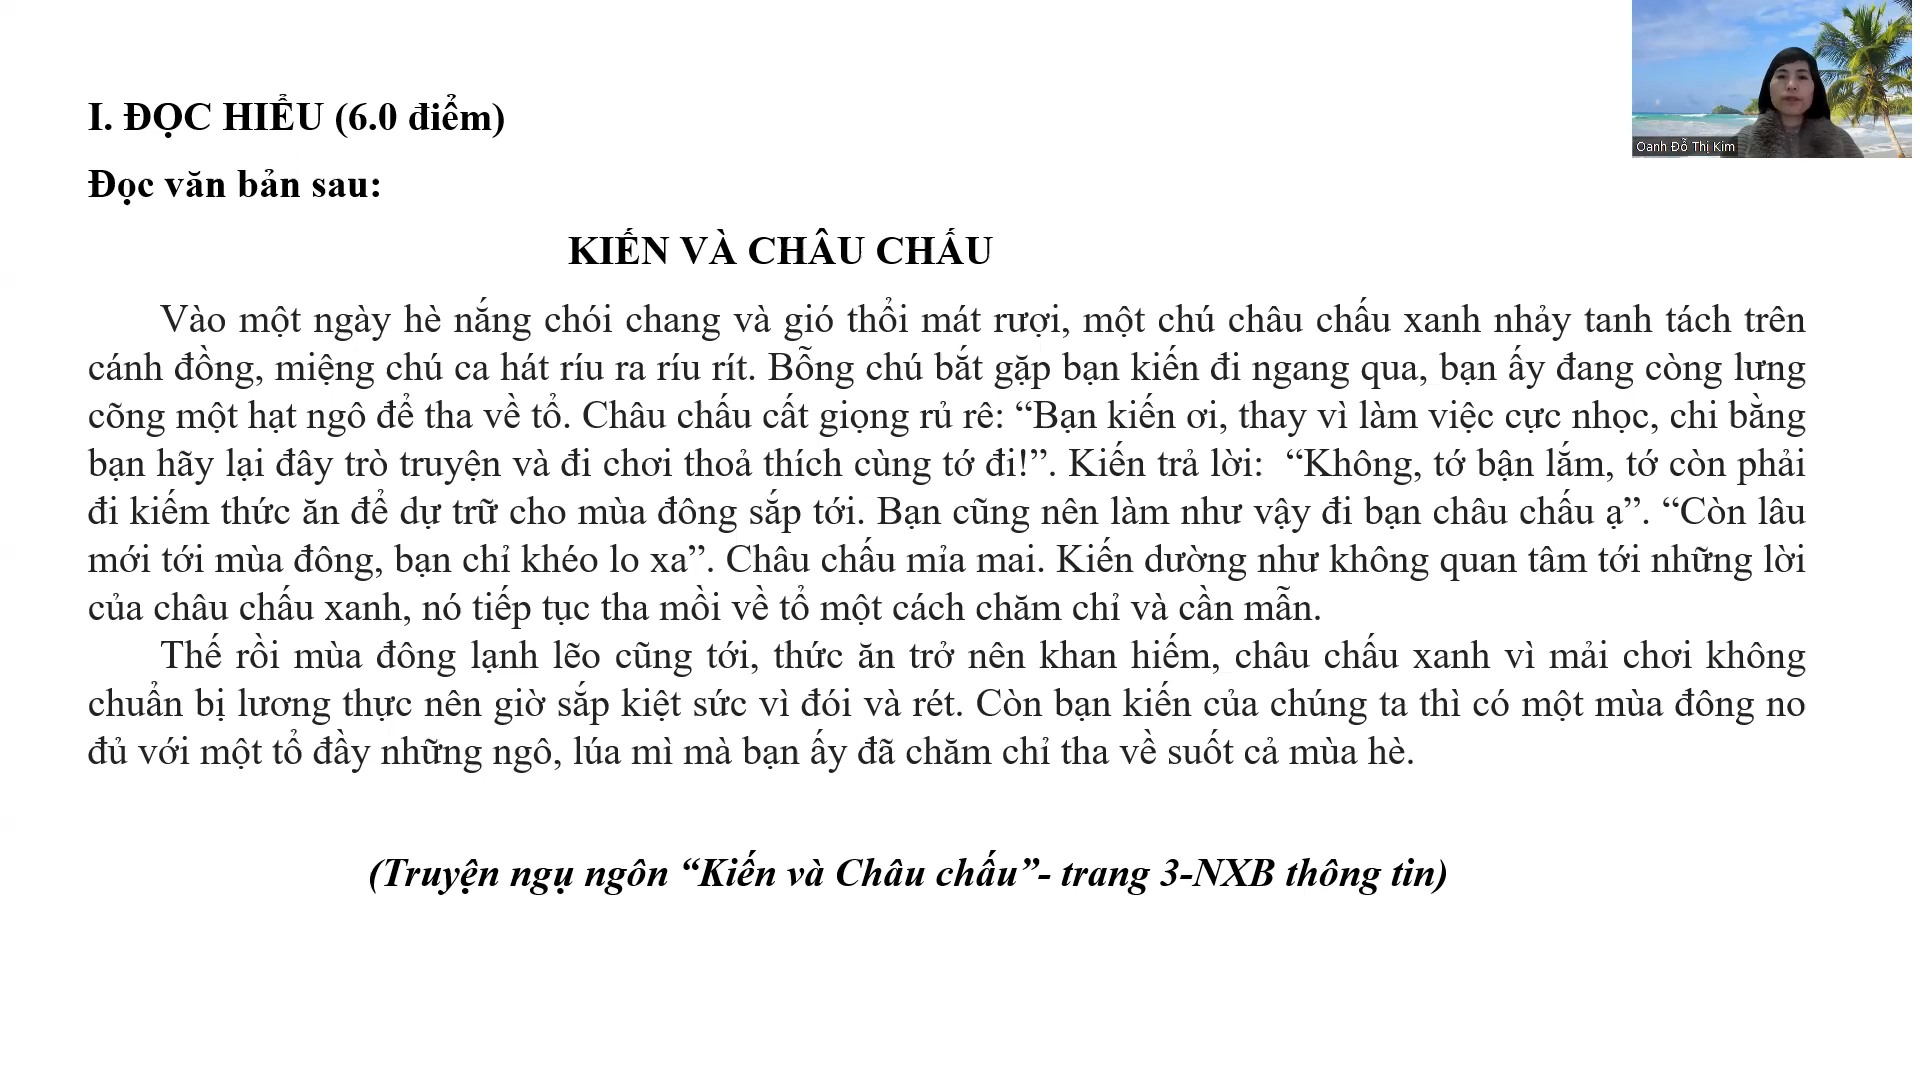 I. ĐỌC HIỂU (6.0 điểm)
Đọc văn bản sau:
KIẾN VÀ CHÂU CHẤU
Vào một ngày hè nắng chói chang và gió thổi mát rượi, một chú châu chấu xanh nhảy tanh tách trên
cánh đồng, miệng chú ca hát ríu ra ríu rít. Bỗng chú bắt gặp bạn kiến đi ngang qua, bạn ấy đang còng lưng
cõng một hạt ngô để tha về tổ. Châu chấu cất giọng rủ rê: “Bạn kiến ơi, thay vì làm việc cực nhọc, chi bằng
bạn hãy lại đây trò truyện và đi chơi thoả thích cùng tớ đi!”. Kiến trả lời: “Không, tớ bận lắm, tớ còn phải
đi kiếm thức ăn để dự trữ cho mùa đông sắp tới. Bạn cũng nên làm như vậy đi bạn châu chấu ạ”. “Còn lâu
mới tới mùa đông, bạn chỉ khéo lo xa”. Châu chấu mỉa mai. Kiến dường như không quan tâm tới những lời
của châu chấu xanh, nó tiếp tục tha mồi về tổ một cách chăm chỉ và cần mẫn.
Thế rồi mùa đông lạnh lẽo cũng tới, thức ăn trở nên khan hiếm, châu chấu xanh vì mải chơi không
chuẩn bị lương thực nên giờ sắp kiệt sức vì đói và rét. Còn bạn kiến của chúng ta thì có một mùa đông no
đủ với một tổ đầy những ngô, lúa mì mà bạn ấy đã chăm chỉ tha về suốt cả mùa hè.
(Truyện ngụ ngôn “Kiến và Châu chấu”- trang 3-NXB thông tin)
Oanh Đỗ Thị Kim